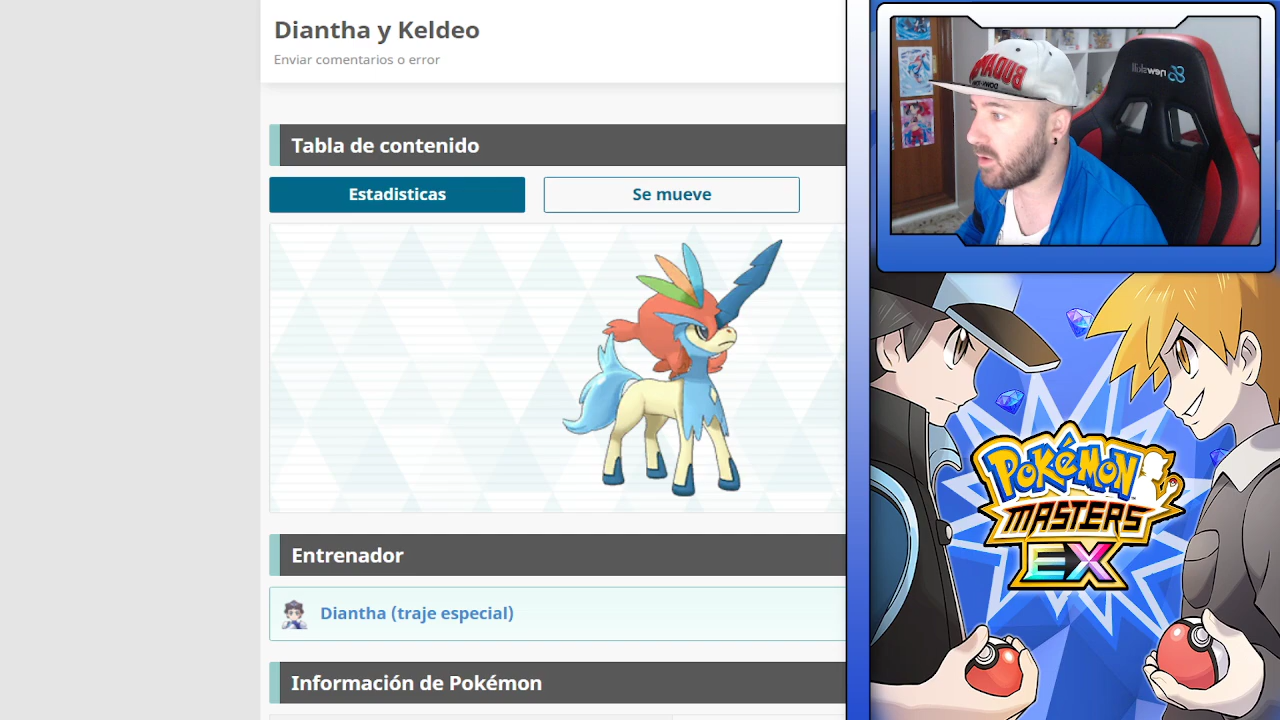 Diantha y Keldeo
Enviar comentarios o error
Tabla de contenido
Estadisticas
Se mueve
Entrenador
Diantha (traje especial)
Información de Pokémon
newskill
POKéMON
MASTERS
EX